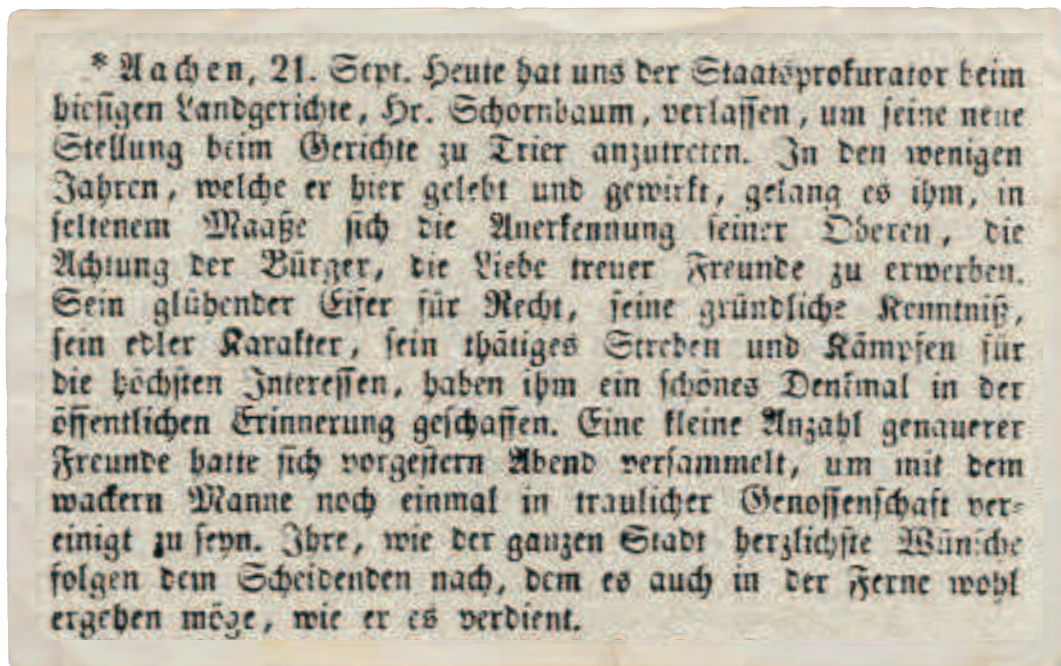 * Aachen, 21. Sept. Heute hat uns der Staatsprokurator beim
hiesigen Landgerichte, Hr. Schornbaum, verlassen, um seine neue
Stellung beim Gerichte zu Trier anzutreten. In den wenigen
Jahren, welche er hier gelebt und gewirkt, gelang es ihm, in
seltenem Maaße sich die Anerkennung seiner Oberen, die
Achtung der Bürger, die Liebe treuer Freunde zu erwerben.
Sein glühender Eifer für Recht, seine gründliche Kenntniß,
sein edler Karakter, sein thätiges Streben und Kämpfen für
die höchsten Interessen, haben ihm ein schönes Denkmal in der
öffentlichen Erinnerung geschaffen. Eine kleine Anzahl genauerer
Freunde hatte sich vorgestern Abend versammelt, um mit dem
wackern Manne noch einmal in traulicher Genossenschaft ver-
einigt zu seyn. Ihre, wie der ganzen Stadt herzlichste Wünsche
folgen dem Scheidenden nach, dem es auch in der Ferne wohl
ergehen möge, wie er es verdient.